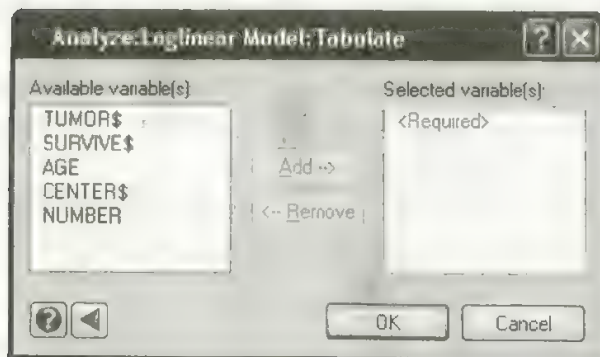 Analyze:Loglinear Model:Tabulate
Available variable(s)
Selected variable(s):
TUMOR$
SURVIVE$
AGE
CENTER$
NUMBER
Add -->
<-- Remove
<Required>
OK
Cancel